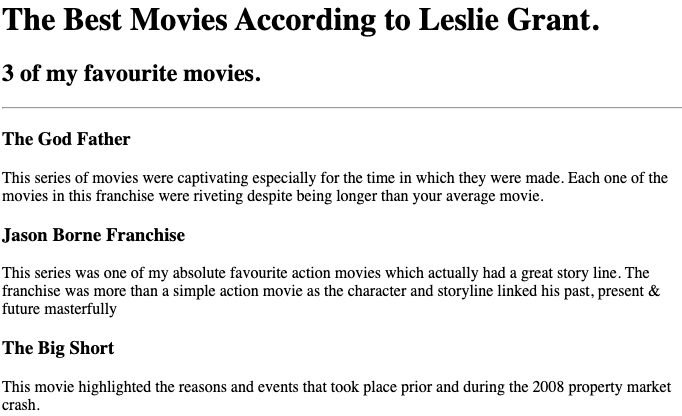 The Best Movies According to Leslie Grant.
3 of my favourite movies.
The God Father
This series of movies were captivating especially for the time in which they were made. Each one of the
movies in this franchise were riveting despite being longer than your average movie.
Jason Borne Franchise
This series was one of my absolute favourite action movies which actually had a great story line. The
franchise was more than a simple action movie as the character and storyline linked his past, present &
future masterfully
The Big Short
This movie highlighted the reasons and events that took place prior and during the 2008 property market
crash.